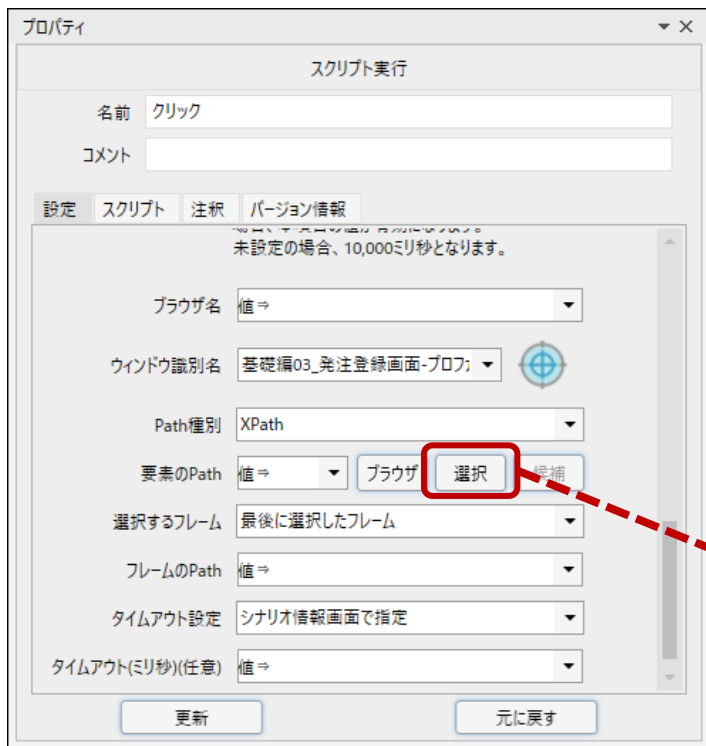 プロパティ
スクリプト実行
名前 クリック
コメント
設定 スクリプト 注釈 バージョン情報
未設定の場合、10,000ミリ秒となります。
ブラウザ名 値⇒
ウィンドウ識別名 基礎編03_発注登録画面-プロフ
Path種別 XPath
要素のPath 値⇒ ブラウザ 選択 候補
選択するフレーム 最後に選択したフレーム
フレームのPath 値⇒
タイムアウト設定 シナリオ情報画面で指定
タイムアウト(ミリ秒)(任意) 値⇒
更新 元に戻す